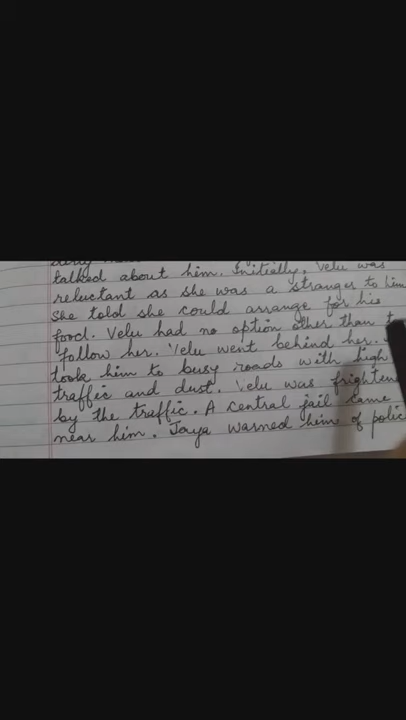 talked about him. Initially, Velu was
reluctant as she was a stranger to him
She told she could arrange for his
food. Velu had no option other than
follow her. Velu went behind her.
took him to busy roads with high
traffic and dust. Velu was frighten
by the traffic. A central jail came
near him. Jaya warned him of polic